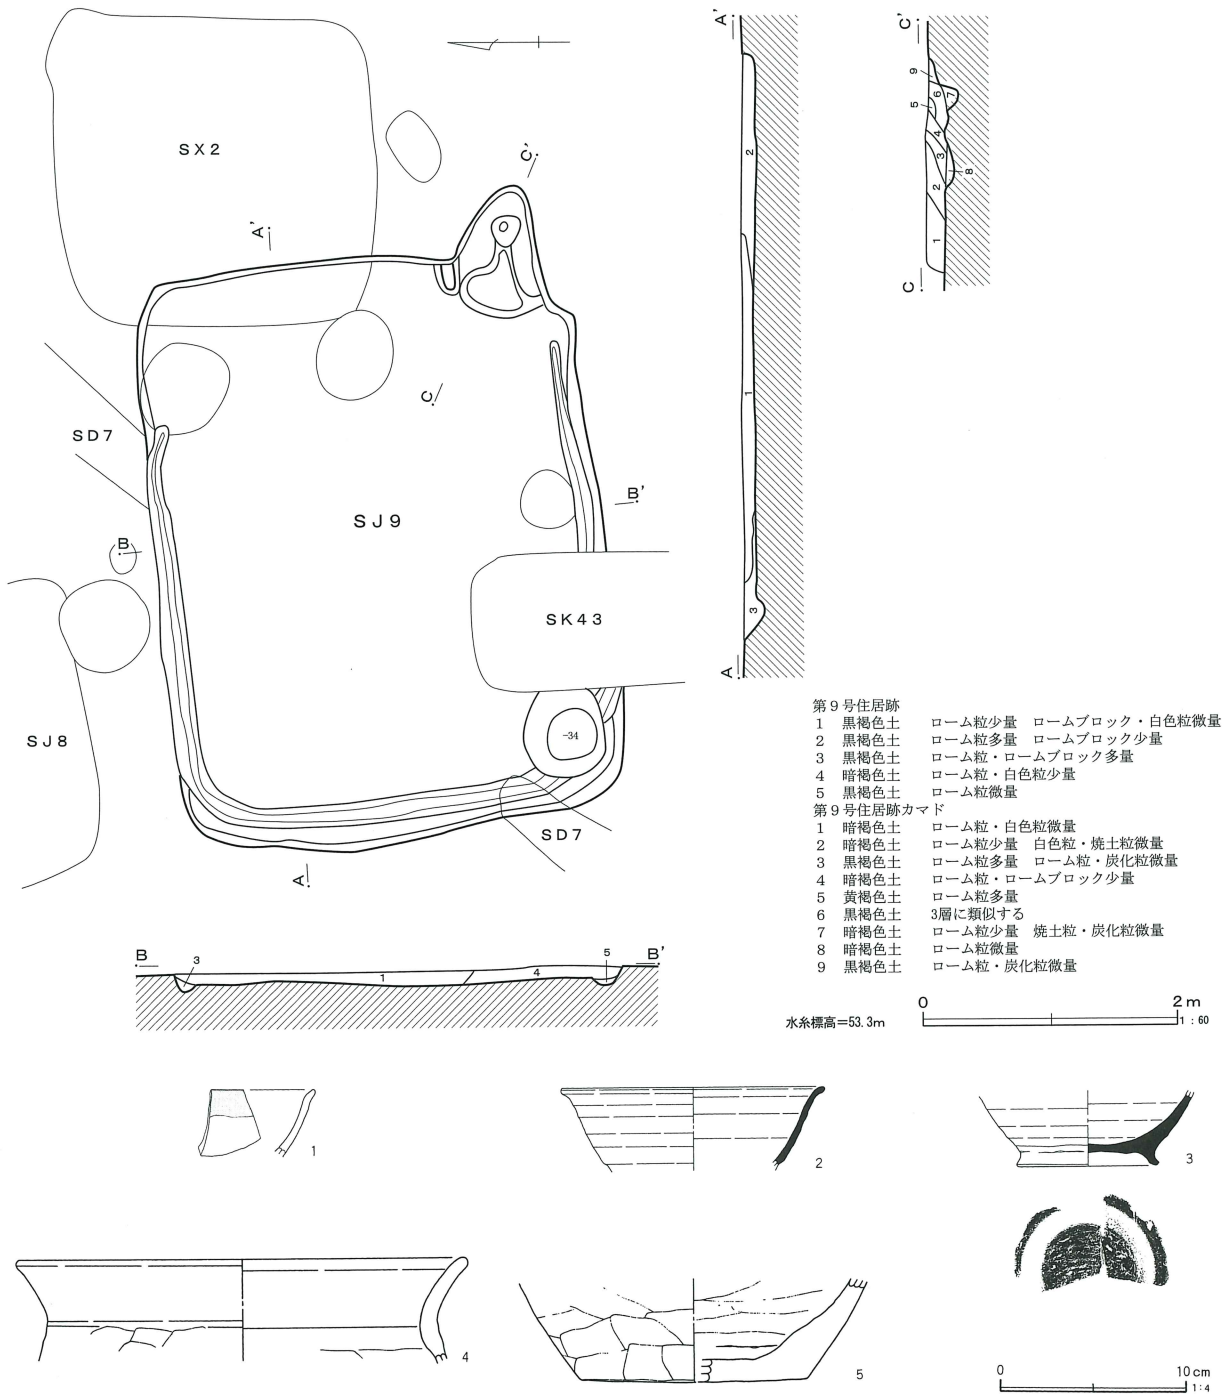 SX2
A'
C'
A'
C'
9
6
7
5
4
3
8
2
1
C
2
1
3
A
C
SD7
B'
SJ9
B
SK43
SJ8
-34
SD7
A
第9号住居跡
1 黒褐色土 ローム粒少量 ロームブロック・白色粒微量
2 黒褐色土 ローム粒多量 ロームブロック少量
3 黒褐色土 ローム粒・ロームブロック多量
4 暗褐色土 ローム粒・白色粒少量
5 黒褐色土 ローム粒微量
第9号住居跡カマド
1 暗褐色土 ローム粒・白色粒微量
2 暗褐色土 ローム粒少量 白色粒・焼土粒微量
3 黒褐色土 ローム粒多量 ローム粒・炭化粒微量
4 暗褐色土 ローム粒・ロームブロック少量
5 黄褐色土 ローム粒多量
6 黒褐色土 3層に類似する
7 暗褐色土 ローム粒少量 焼土粒・炭化粒微量
8 暗褐色土 ローム粒微量
9 黒褐色土 ローム粒・炭化粒微量
B 3 1 4 5 B'
水糸標高=53.3m
0 2m
1:60
1
2
3
4
5
0 10cm
1:4